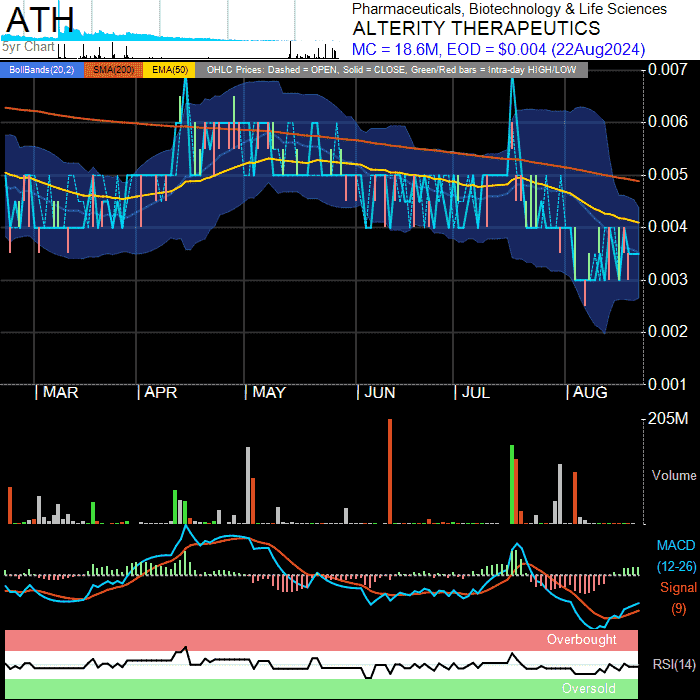 ATH
5yr Chart
Pharmaceuticals, Biotechnology & Life Sciences
ALTERITY THERAPEUTICS
MC = 18.6M, EOD = $0.004 (22Aug2024)
BollBands(20,2) SMA(200) EMA(50) OHLC Prices: Dashed = OPEN, Solid = CLOSE, Green/Red bars = Intra-day HIGH/LOW
0.007
0.006
0.005
0.004
0.003
0.002
0.001
| MAR | APR | MAY | JUN | JUL | AUG
205M
Volume
MACD
(12-26)
Signal
(9)
Overbought
RSI(14)
Oversold